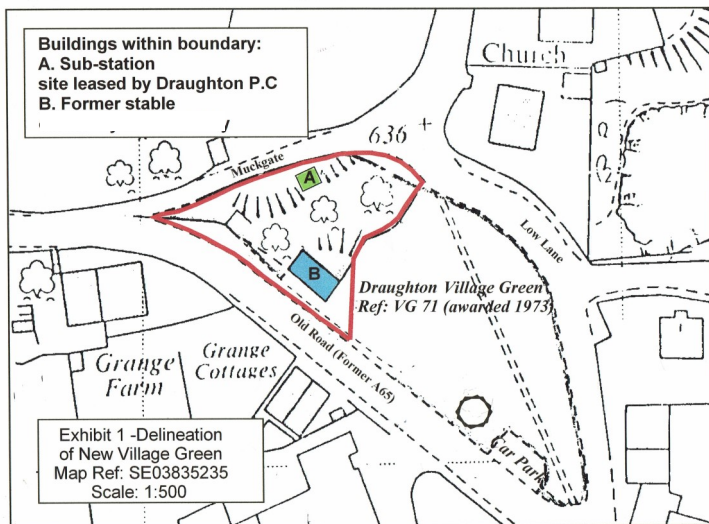 Buildings within boundary:
A. Sub-station
site leased by Draughton P.C
B. Former stable
Church
636
Muckgate
A
Low Lane
B
Draughton Village Green
Ref: VG 71 (awarded 1973)
Old Road (Former A65)
Grange
Farm
Grange
Cottages
Car Park
Exhibit 1 -Delineation
of New Village Green
Map Ref: SE03835235
Scale: 1:500